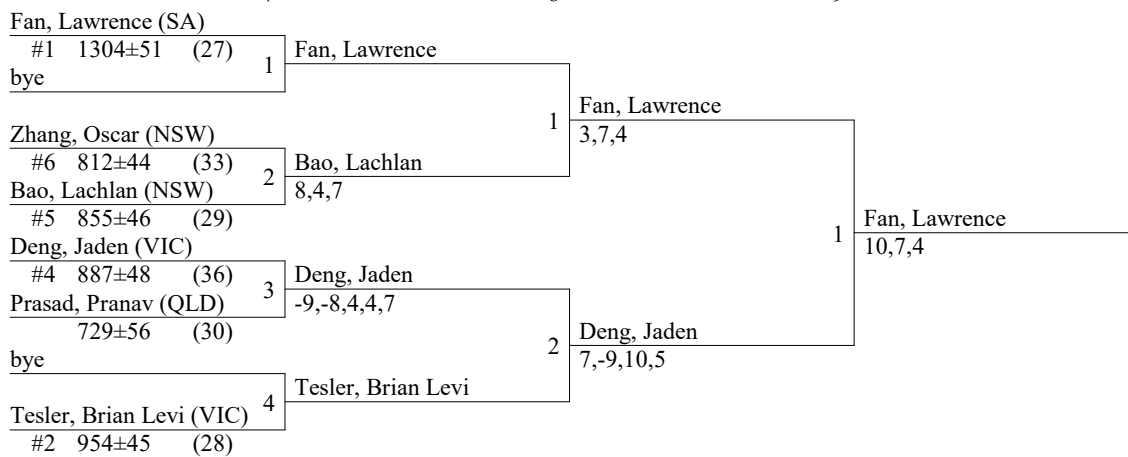 Fan, Lawrence (SA)
#1 1304±51 (27)
bye
1
Fan, Lawrence
Zhang, Oscar (NSW)
#6 812±44 (33)
Bao, Lachlan (NSW)
#5 855±46 (29)
2
Bao, Lachlan
8,4,7
1
Fan, Lawrence
3,7,4
Deng, Jaden (VIC)
#4 887±48 (36)
Prasad, Pranav (QLD)
729±56 (30)
3
Deng, Jaden
-9,-8,4,4,7
bye
Tesler, Brian Levi (VIC)
#2 954±45 (28)
4
Tesler, Brian Levi
2
Deng, Jaden
7,-9,10,5
1
Fan, Lawrence
10,7,4